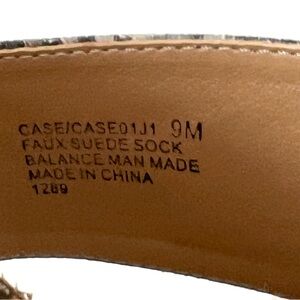 CASE/CASE01J1 9M
FAUX SUEDE SOCK
BALANCE MAN MADE
MADE IN CHINA
1289